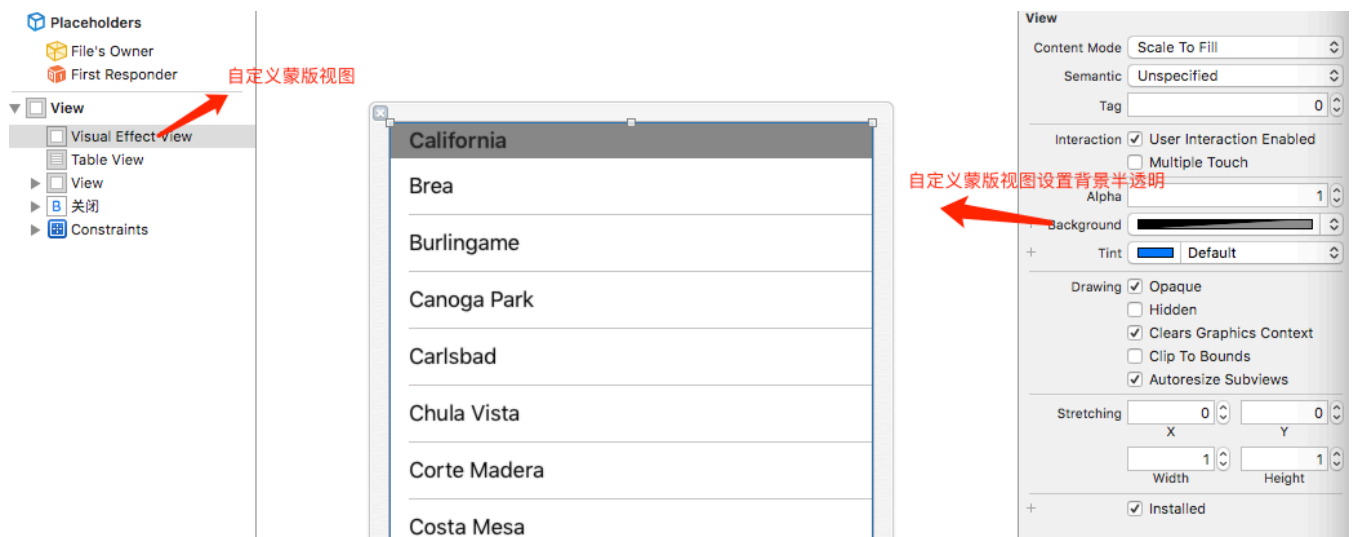 Placeholders
File's Owner
First Responder
自定义蒙版视图
View
Visual Effect View
Table View
View
B 关闭
Constraints
California
Brea
Burlingame
Canoga Park
Carlsbad
Chula Vista
Corte Madera
Costa Mesa
View
Content Mode Scale To Fill
Semantic Unspecified
Tag 0
Interaction User Interaction Enabled
Multiple Touch
自定义蒙版视图设置背景半透明
Alpha 1
Background
Tint Default
Drawing Opaque
Hidden
Clears Graphics Context
Clip To Bounds
Autoresize Subviews
Stretching 0 0
X Y
1 1
Width Height
Installed